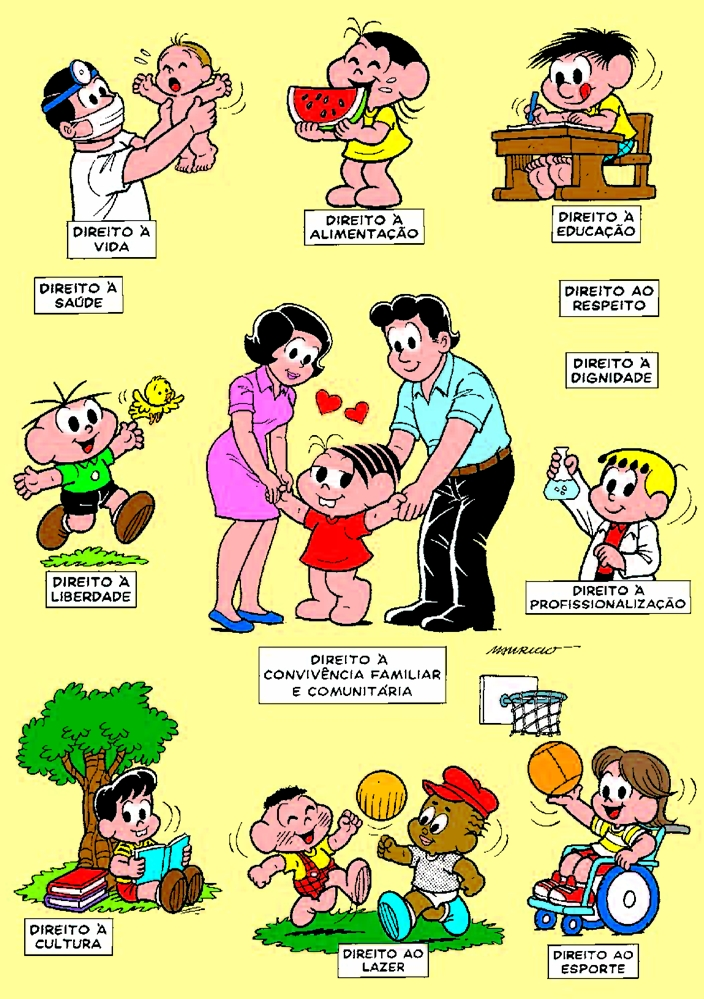 DIREITO À
VIDA
DIREITO À
ALIMENTAÇÃO
DIREITO À
EDUCAÇÃO
DIREITO À
SAÚDE
DIREITO AO
RESPEITO
DIREITO À
DIGNIDADE
DIREITO À
LIBERDADE
DIREITO À
PROFISSIONALIZAÇÃO
MAURICIO
DIREITO À
CONVIVÊNCIA FAMILIAR
E COMUNITÁRIA
DIREITO À
CULTURA
DIREITO AO
LAZER
DIREITO AO
ESPORTE